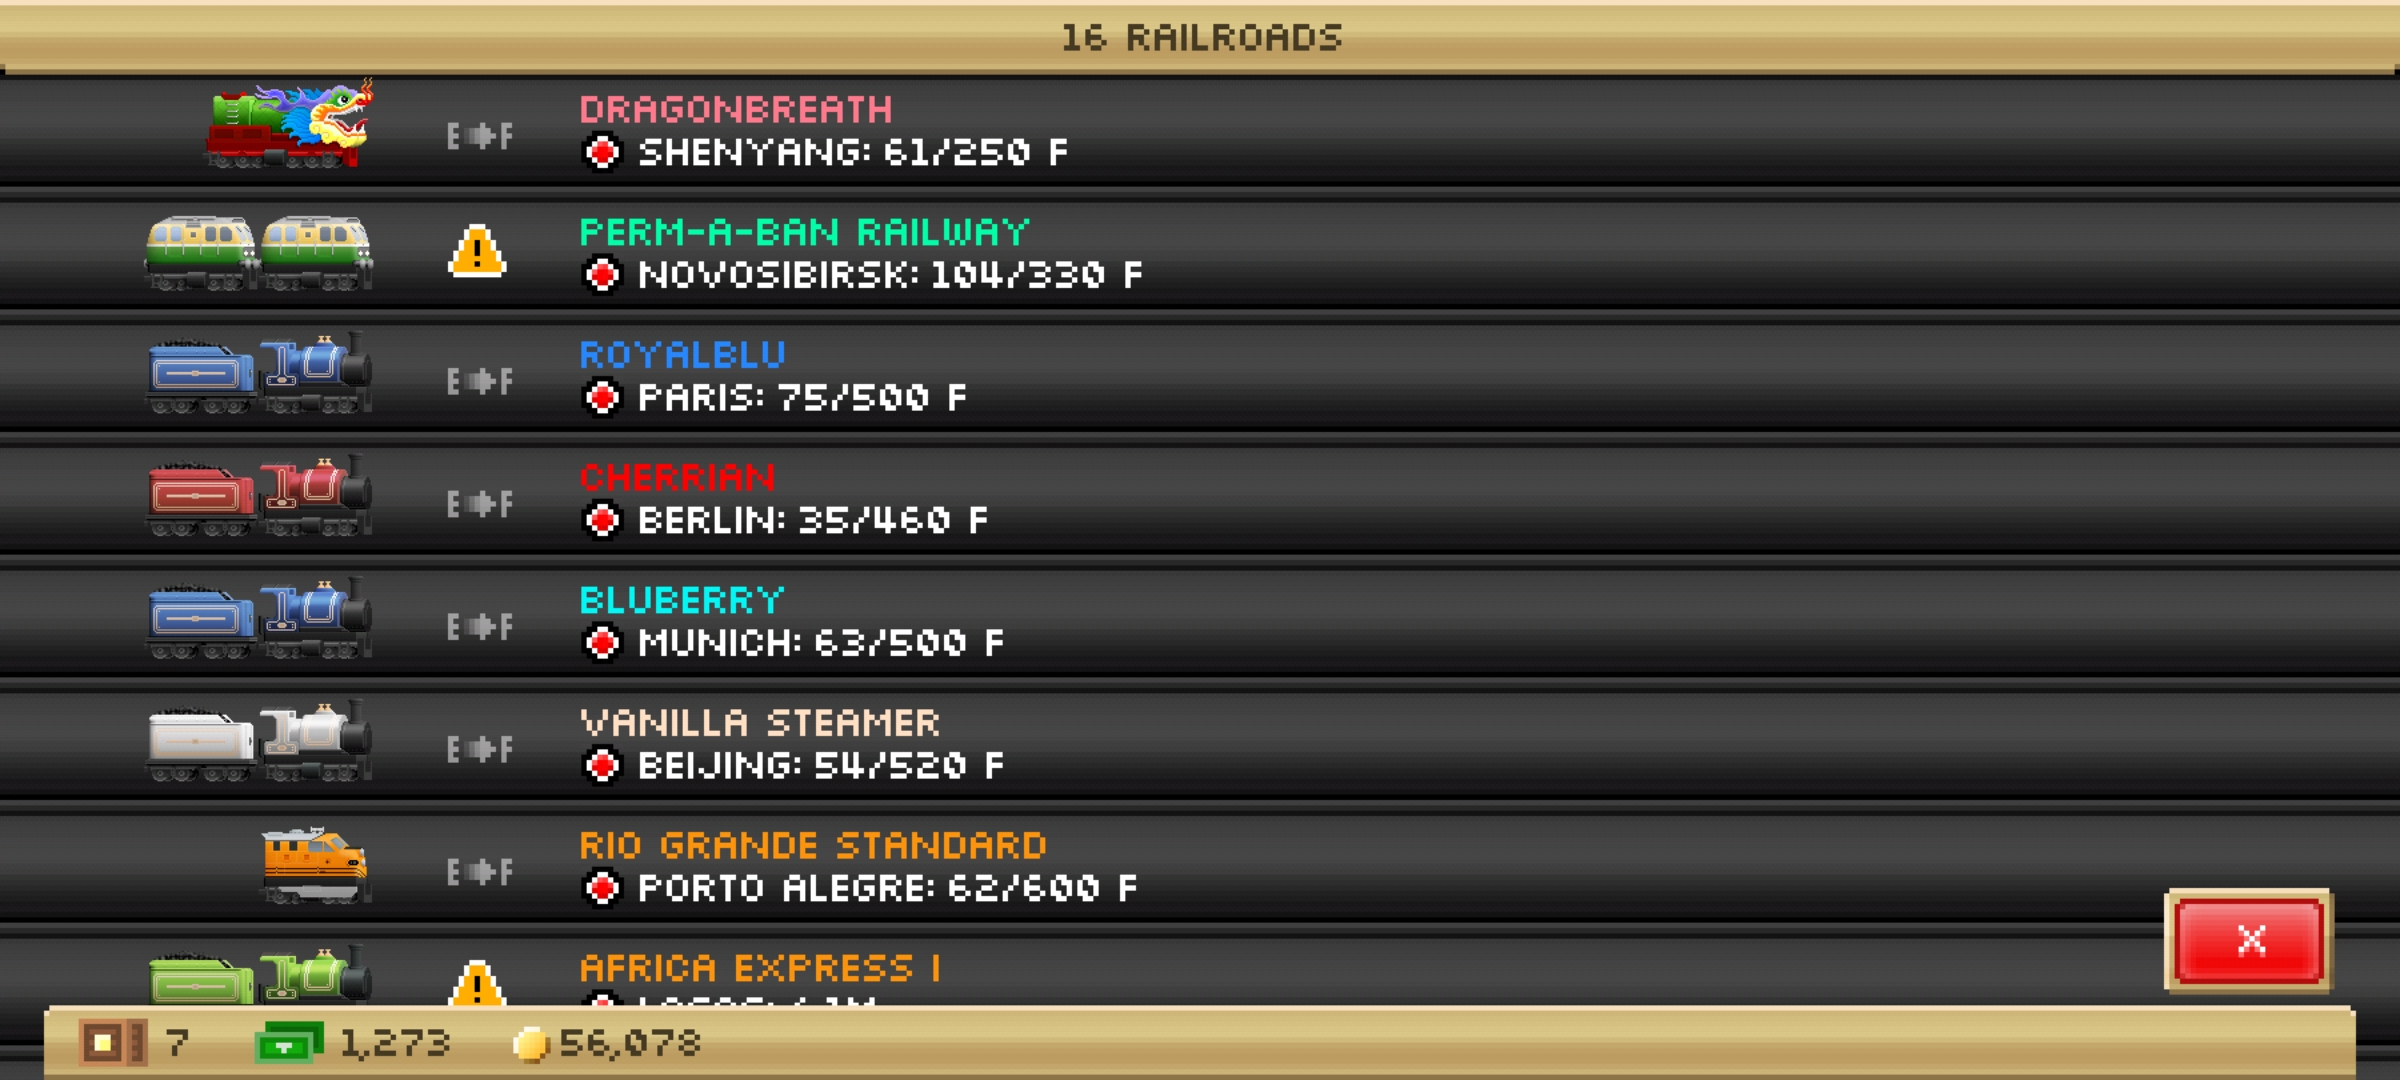 16 RAILROADS
DRAGONBREATH
E F
SHENYANG: 61/250 F
PERM-A-BAN RAILWAY
NOVOSIBIRSK: 104/330 F
ROYALBLU
E F
PARIS: 75/500 F
CHERRIAN
E F
BERLIN: 35/460 F
BLUBERRY
E F
MUNICH: 63/500 F
VANILLA STEAMER
E F
BEIJING: 54/520 F
RIO GRANDE STANDARD
E F
PORTO ALEGRE: 62/600 F
AFRICA EXPRESS I
X
7 1,273 56,078